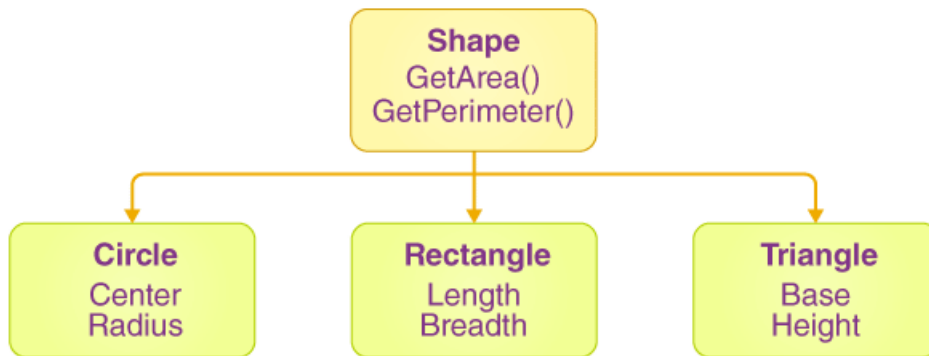 Shape
GetArea()
GetPerimeter()
Circle
Center
Radius
Rectangle
Length
Breadth
Triangle
Base
Height